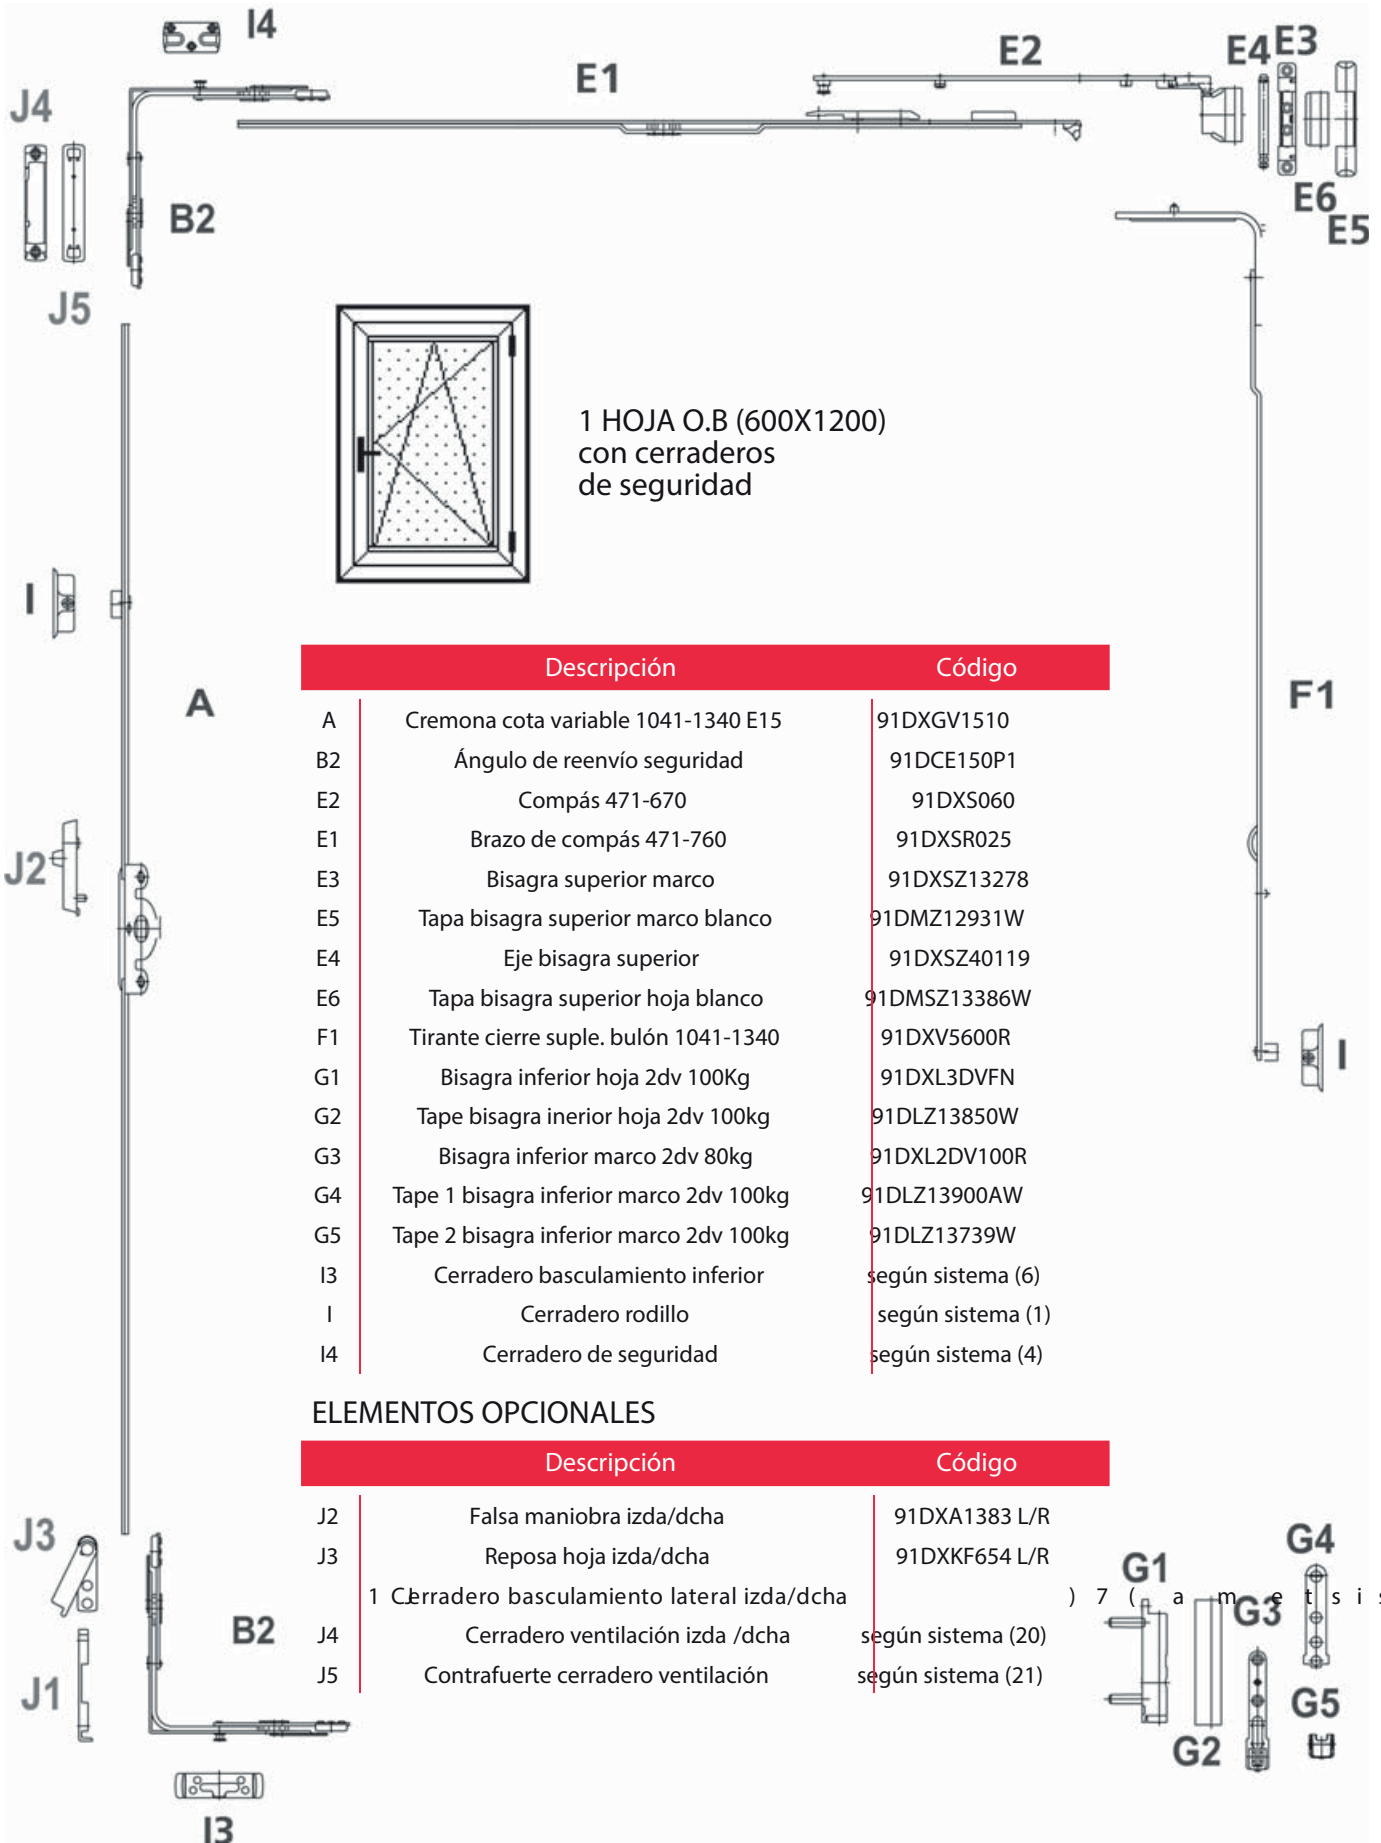 I4
E2
E3
E4
E1
J4
E6
B2
E5
J5
1 HOJA O.B (600X1200)
con cerraderos
de seguridad
I
Descripción Código
A
F1
A Cremona cota variable 1041-1340 E15 91DXGV1510
B2 Ángulo de reenvío seguridad 91DCE150P1
E2 Compás 471-670 91DXS060
E1 Brazo de compás 471-760 91DXSR025
J2
E3 Bisagra superior marco 91DXSZ13278
E5 Tapa bisagra superior marco blanco 91DMZ12931W
E4 Eje bisagra superior 91DXSZ40119
E6 Tapa bisagra superior hoja blanco 91DMSZ13386W
F1 Tirante cierre suple. bulón 1041-1340 91DXV5600R
I
G1 Bisagra inferior hoja 2dv 100Kg 91DXL3DVFN
G2 Tape bisagra inerior hoja 2dv 100kg 91DLZ13850W
G3 Bisagra inferior marco 2dv 80kg 91DXL2DV100R
G4 Tape 1 bisagra inferior marco 2dv 100kg 91DLZ13900AW
G5 Tape 2 bisagra inferior marco 2dv 100kg 91DLZ13739W
I3 Cerradero basculamiento inferior según sistema (6)
I Cerradero rodillo según sistema (1)
I4 Cerradero de seguridad según sistema (4)
ELEMENTOS OPCIONALES
Descripción Código
J2 Falsa maniobra izda/dcha 91DXA1383 L/R
J3 Reposa hoja izda/dcha 91DXKF654 L/R
1 Cerradero basculamiento lateral izda/dcha ) 7 ( a m e t s i s
J4 Cerradero ventilación izda /dcha según sistema (20)
J5 Contrafuerte cerradero ventilación según sistema (21)
J3
G4
G1
G3
B2
J1
G5
G2
I3